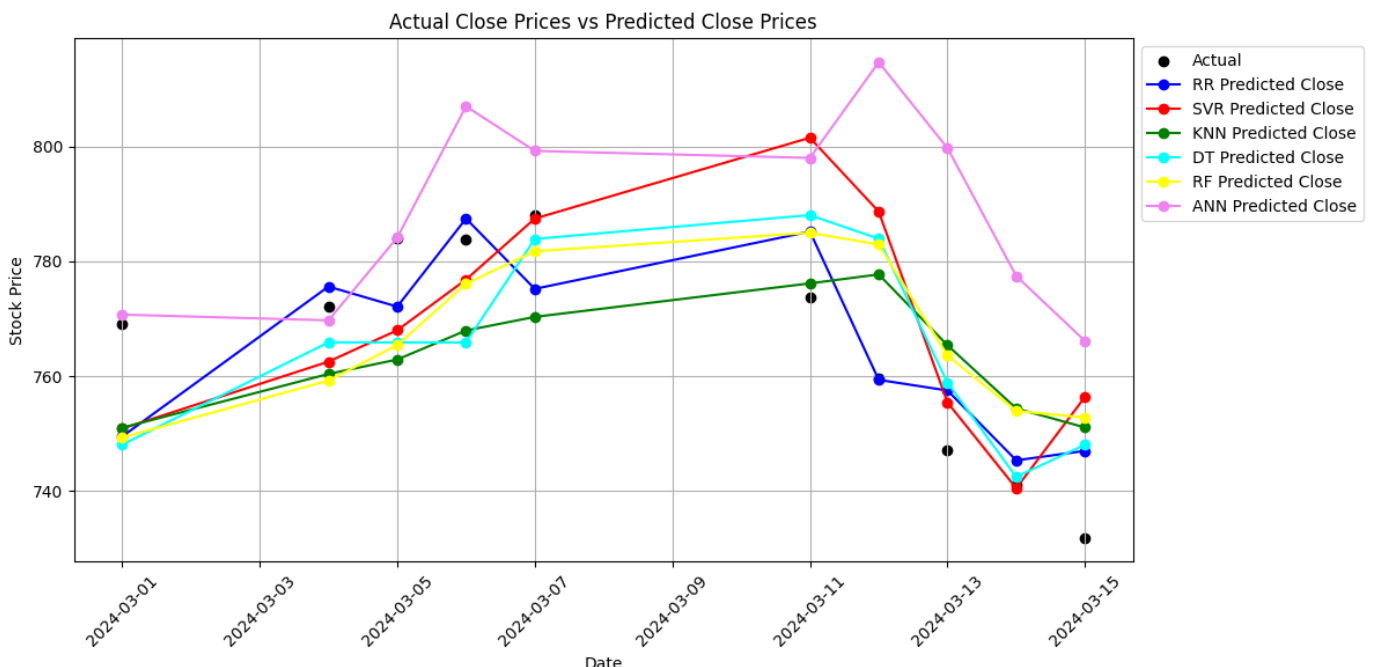 Actual Close Prices vs Predicted Close Prices
Actual
RR Predicted Close
SVR Predicted Close
KNN Predicted Close
DT Predicted Close
RF Predicted Close
ANN Predicted Close
Stock Price
800
780
760
740
2024-03-01
2024-03-03
2024-03-05
2024-03-07
2024-03-09
2024-03-11
2024-03-13
2024-03-15
Date